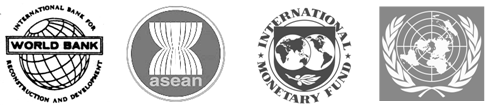 INTERNATIONAL BANK FOR
WORLD BANK
RECONSTRUCTION AND DEVELOPMENT
asean
INTERNATIONAL
MONETARY FUND